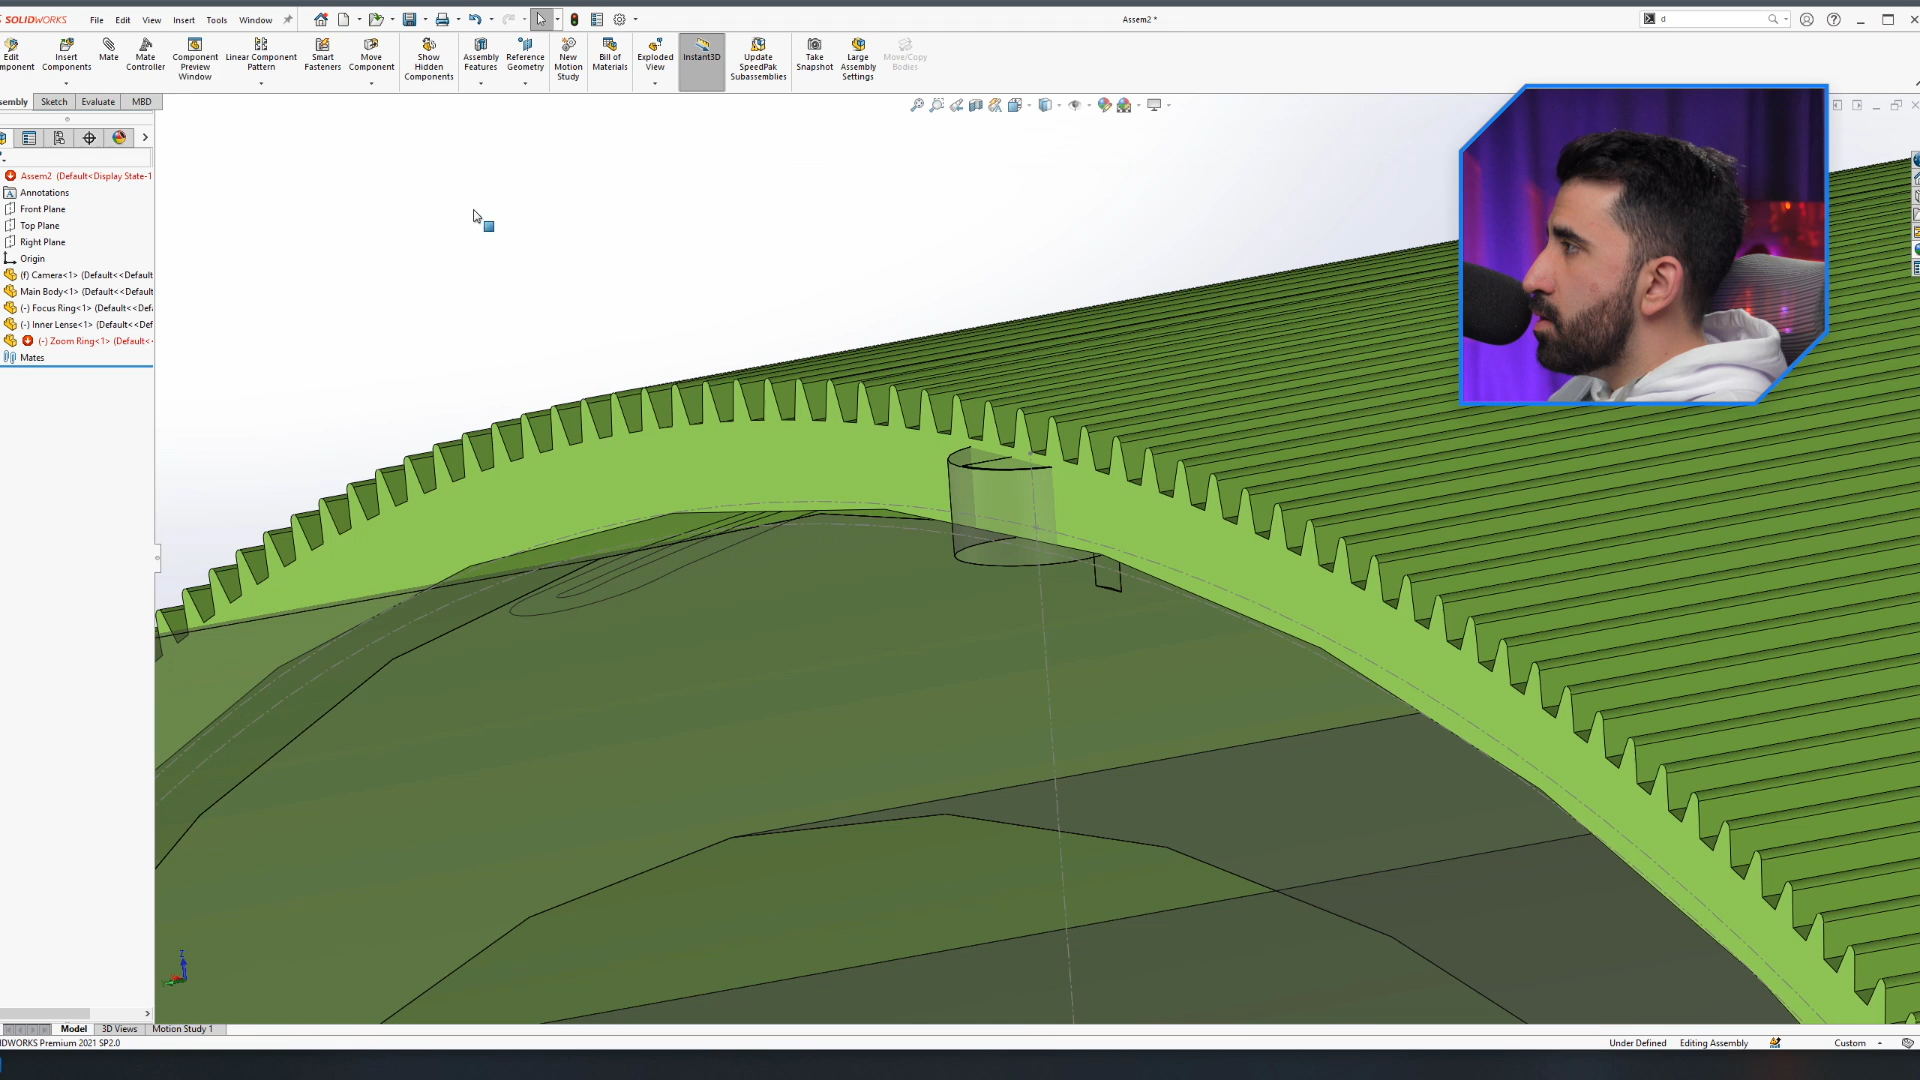 SOLIDWORKS File Edit View Insert Tools Window Assem2 * d
Edit Insert Mate Mate Component Linear Component Smart Move Show Assembly Reference New Bill of Exploded Instant3D Update Take Large Move/Copy
mponent Components Controller Preview Pattern Fasteners Component Hidden Features Geometry Motion Materials View SpeedPak Snapshot Assembly Bodies
Window Components Study Subassemblies Settings
sembly Sketch Evaluate MBD
Assem2 (Default<Display State-1
Annotations
Front Plane
Top Plane
Right Plane
Origin
(f) Camera<1> (Default<<Default
Main Body<1> (Default<<Default
(-) Focus Ring<1> (Default<<Def
(-) Inner Lense<1> (Default<<Def
(-) Zoom Ring<1> (Default<
Mates
Z
Model 3D Views Motion Study 1
IDWORKS Premium 2021 SP2.0 Under Defined Editing Assembly Custom